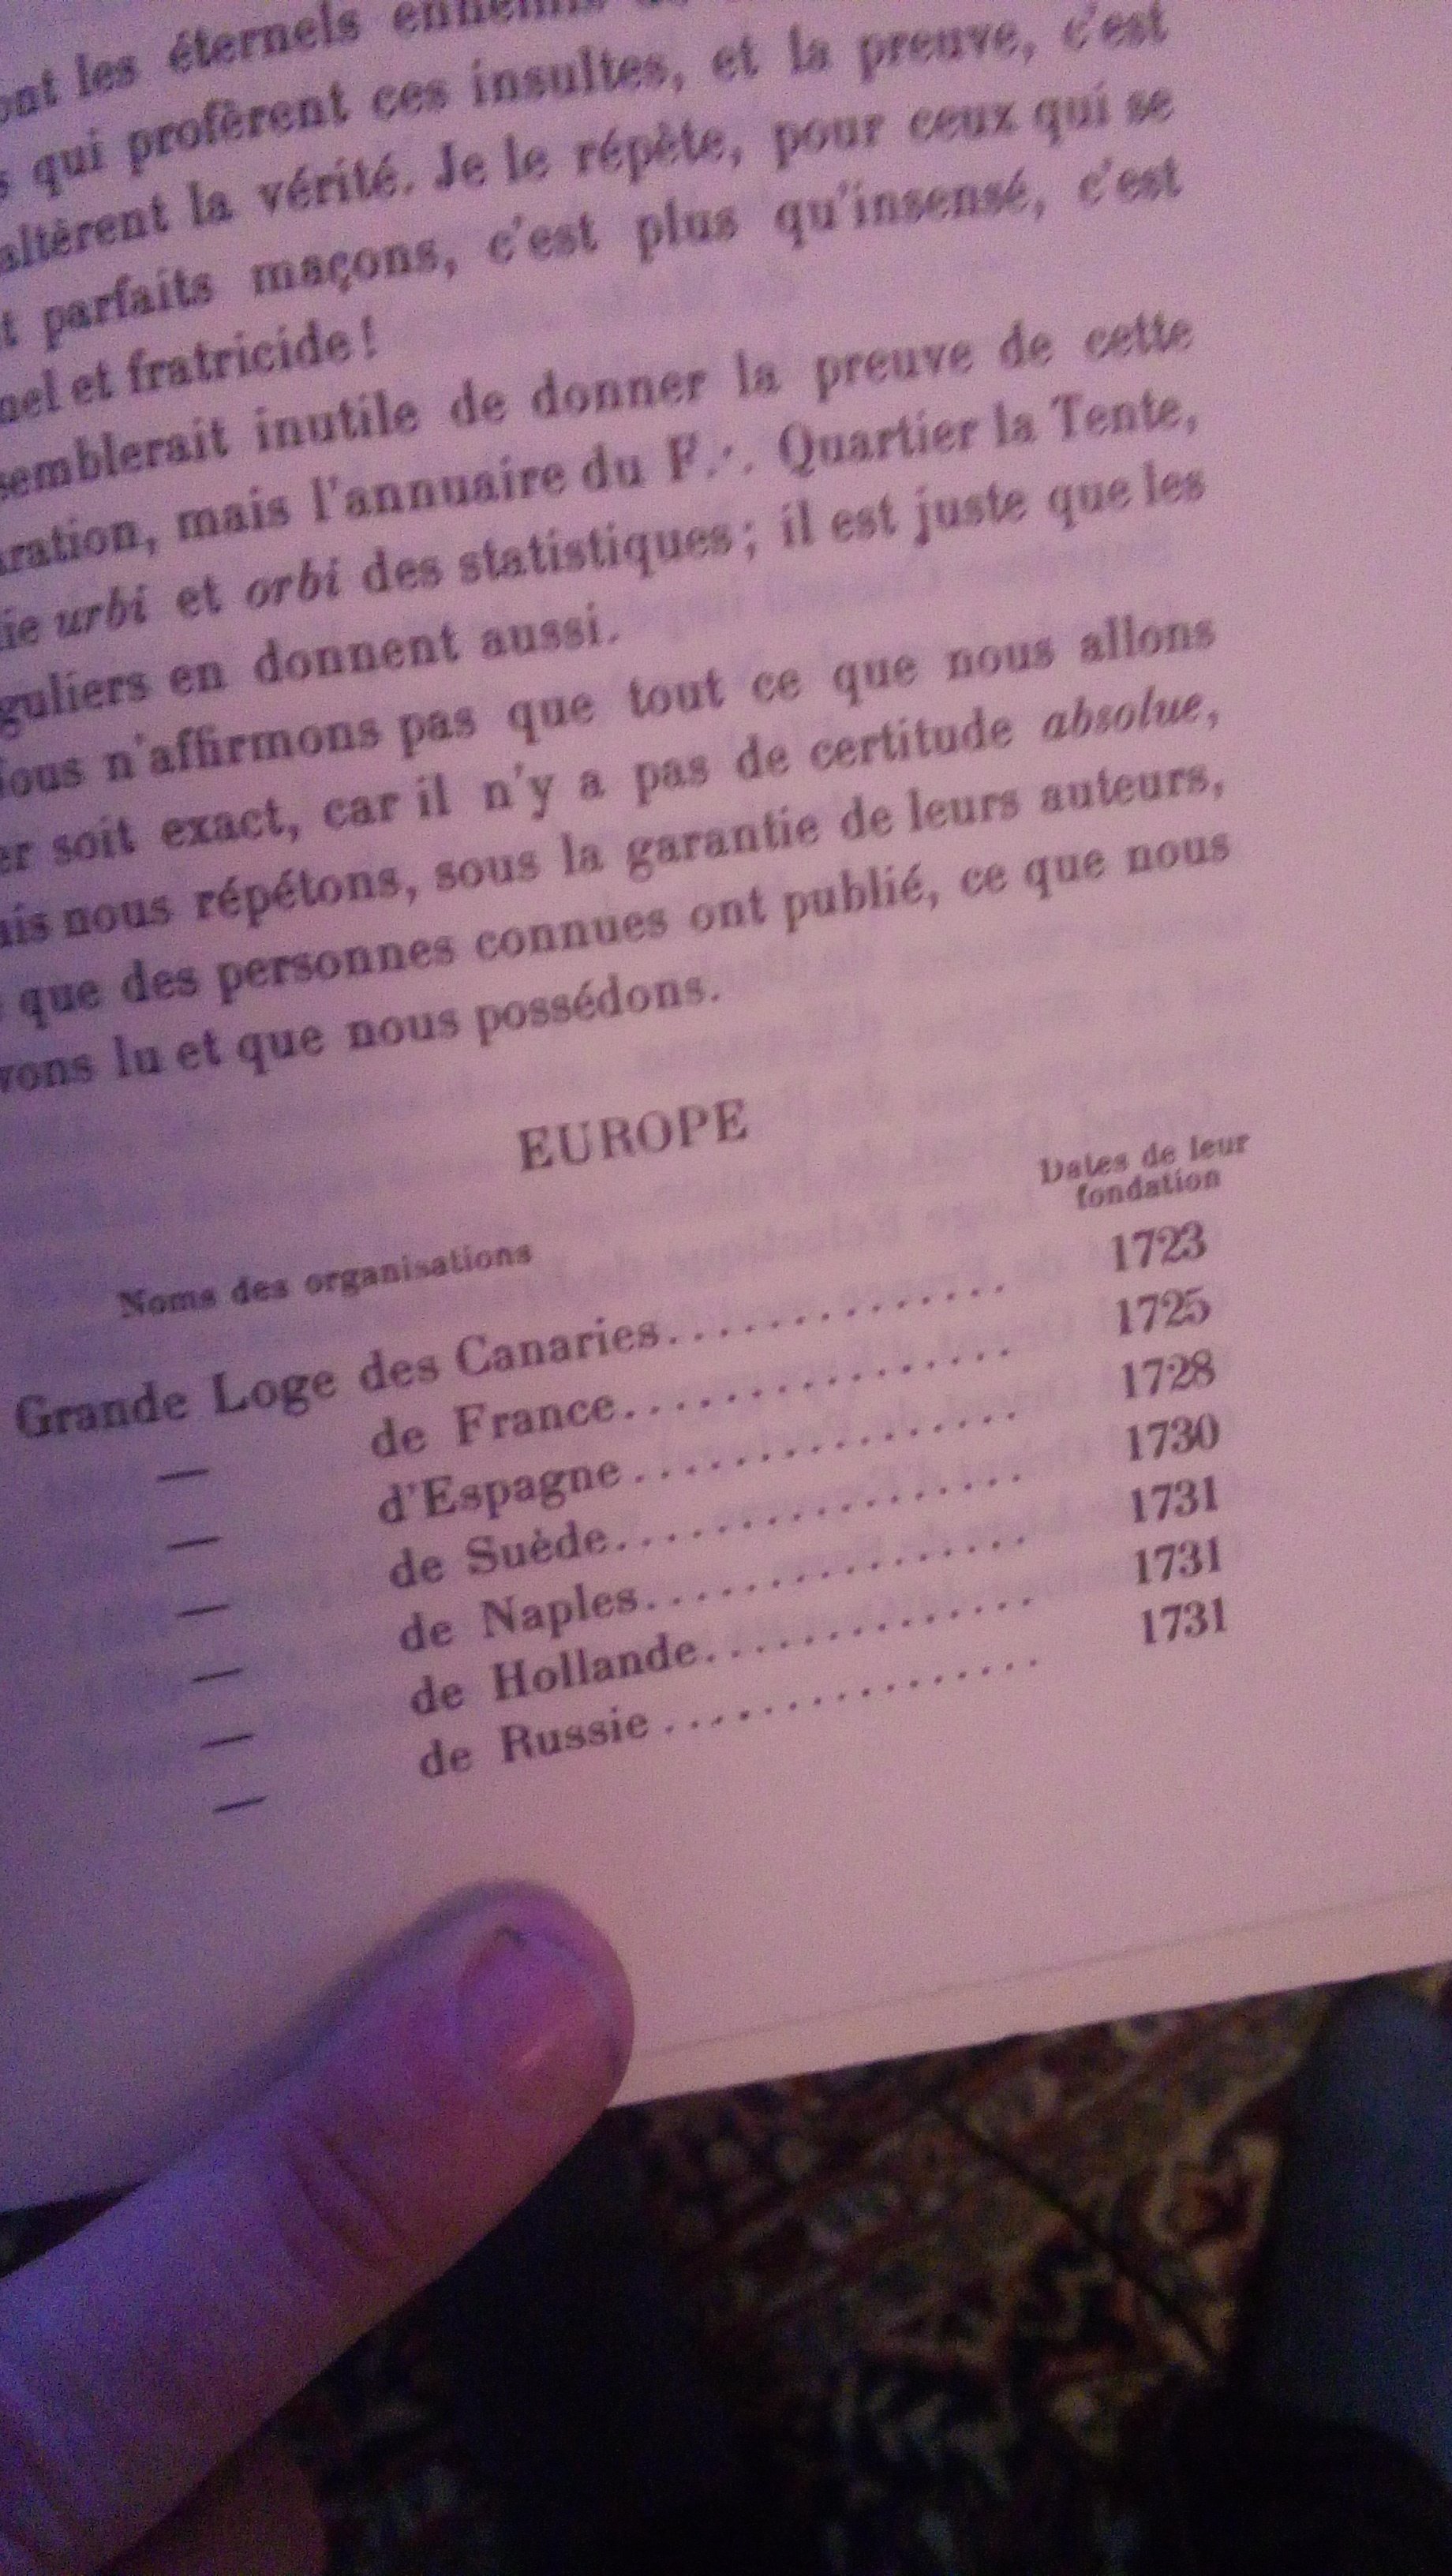 les éternels
qui profèrent ces insultes, et la preuve, c'est
altèrent la vérité. Je le répète, pour ceux qui se
parfaits maçons, c'est plus qu'insensé, c'est
nel et fratricide!
semblerait inutile de donner la preuve de cette
ration, mais l'annuaire du F∴ Quartier la Tente,
ie urbi et orbi des statistiques; il est juste que les
guliers en donnent aussi.
ous n'affirmons pas que tout ce que nous allons
er soit exact, car il n'y a pas de certitude absolue,
ais nous répétons, sous la garantie de leurs auteurs,
que des personnes connues ont publié, ce que nous
vons lu et que nous possédons.
EUROPE
Noms des organisations
Dates de leur
fondation
Grande Loge des Canaries.............. 1723
— de France................ 1725
— d'Espagne................ 1728
— de Suède................. 1730
— de Naples................ 1731
— de Hollande.............. 1731
— de Russie................ 1731